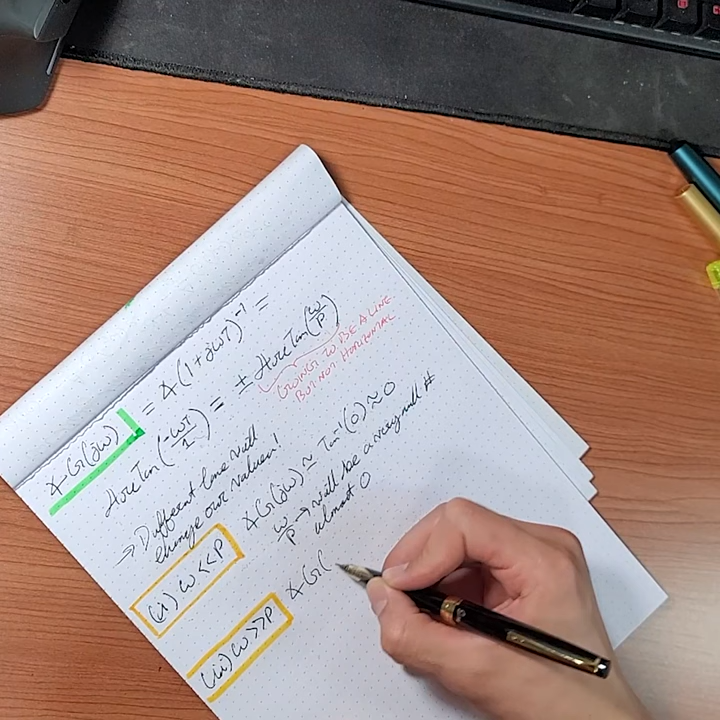 ∡G(jω) = ∡(1+jωT)⁻¹ =
ArcTan(-ωT/1) = ± ArcTan(ω/P)
GOING TO BE A LINE
BUT NOT HORIZONTAL
→ Different line will
change our values!
(i) ω << P
∡G(jω) ≃ Tan⁻¹(0) ≈ 0
ω/P → will be a very small #
almost 0
(ii) ω >> P
∡G(